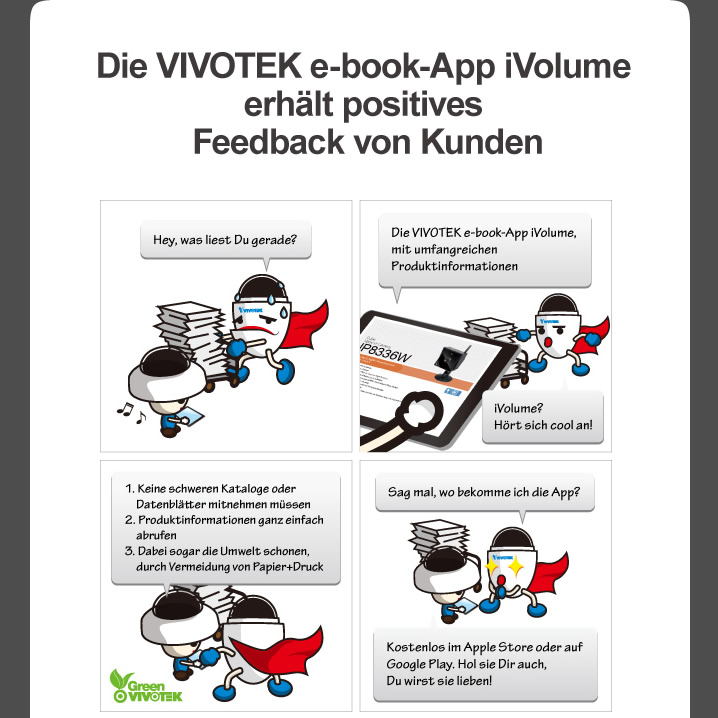 Die VIVOTEK e-book-App iVolume
erhält positives
Feedback von Kunden
Hey, was liest Du gerade?
VIVOTEK
Die VIVOTEK e-book-App iVolume,
mit umfangreichen
Produktinformationen
IP8336W
VIVOTEK
iVolume?
Hört sich cool an!
1. Keine schweren Kataloge oder
Datenblätter mitnehmen müssen
2. Produktinformationen ganz einfach
abrufen
3. Dabei sogar die Umwelt schonen,
durch Vermeidung von Papier+Druck
Green
VIVOTEK
Sag mal, wo bekomme ich die App?
VIVOTEK
Kostenlos im Apple Store oder auf
Google Play. Hol sie Dir auch,
Du wirst sie lieben!